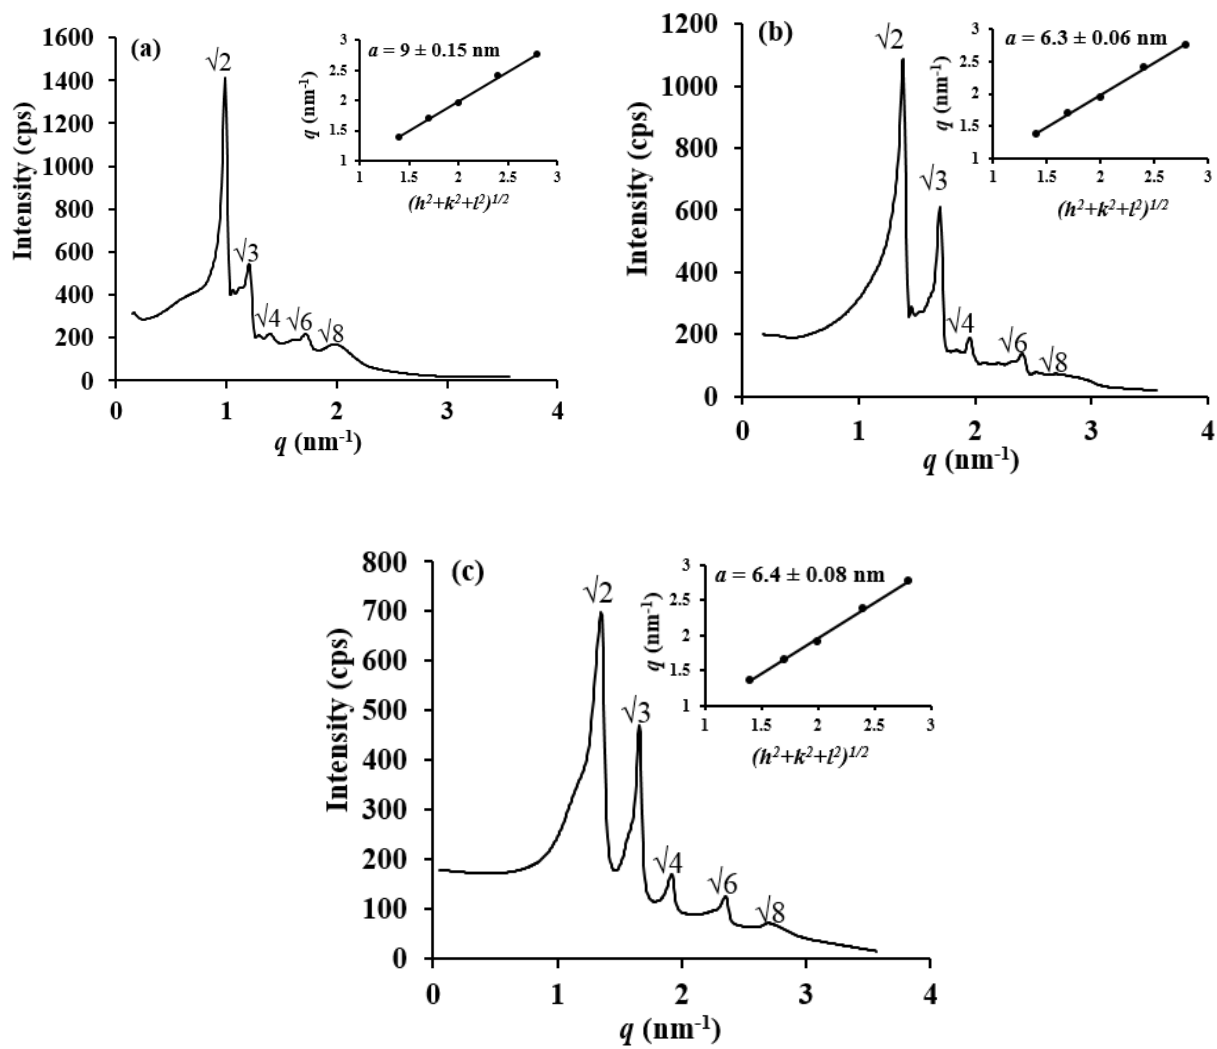 (a)
Intensity (cps)
1600
1400
1200
1000
800
600
400
200
0
√2
√3
√4
√6
√8
0 1 2 3 4
q (nm-1)
a = 9 ± 0.15 nm
q (nm-1)
3
2.5
2
1.5
1
1 1.5 2 2.5 3
(h2+k2+l2)1/2
(b)
Intensity (cps)
1200
1000
800
600
400
200
0
√2
√3
√4
√6
√8
0 1 2 3 4
q (nm-1)
a = 6.3 ± 0.06 nm
q (nm-1)
3
2.5
2
1.5
1
1 1.5 2 2.5 3
(h2+k2+l2)1/2
(c)
Intensity (cps)
800
700
600
500
400
300
200
100
0
√2
√3
√4
√6
√8
0 1 2 3 4
q (nm-1)
a = 6.4 ± 0.08 nm
q (nm-1)
3
2.5
2
1.5
1
1 1.5 2 2.5 3
(h2+k2+l2)1/2